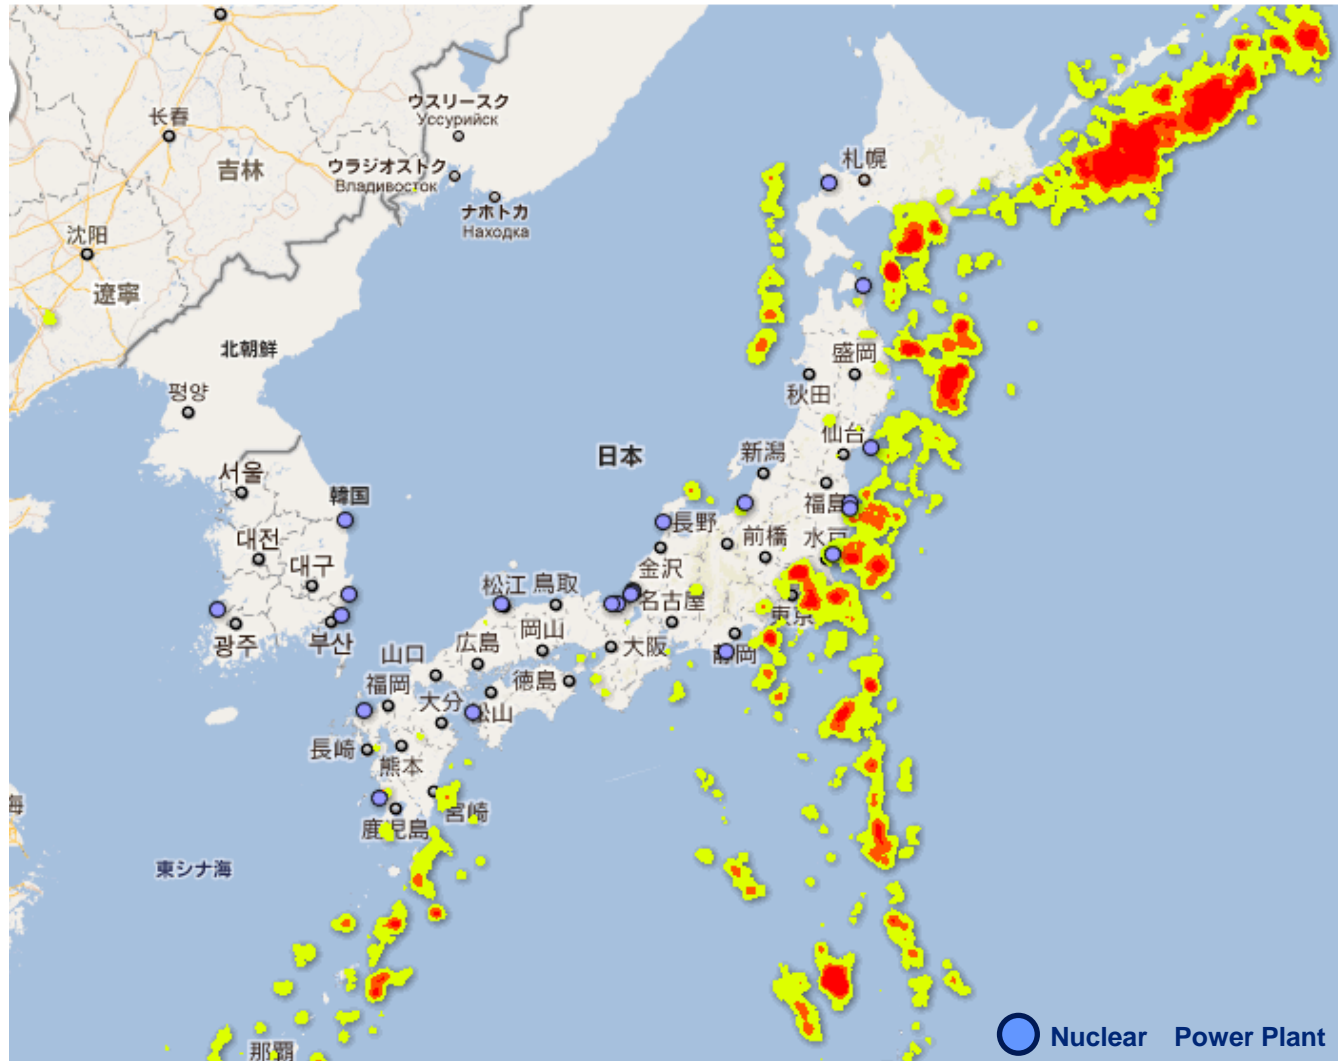 长春
ウスリースク
Уссурийск
吉林
ウラジオストク
Владивосток
札幌
ナホトカ
Находка
沈阳
遼寧
北朝鮮
盛岡
평양
秋田
仙台
日本
新潟
서울
韓国
福島
長野
前橋
水戸
대전
대구
金沢
松江
鳥取
名古屋
東京
광주
부산
岡山
広島
大阪
静岡
山口
福岡
徳島
大分
松山
長崎
熊本
宮崎
海
鹿児島
東シナ海
那覇
Nuclear Power Plant